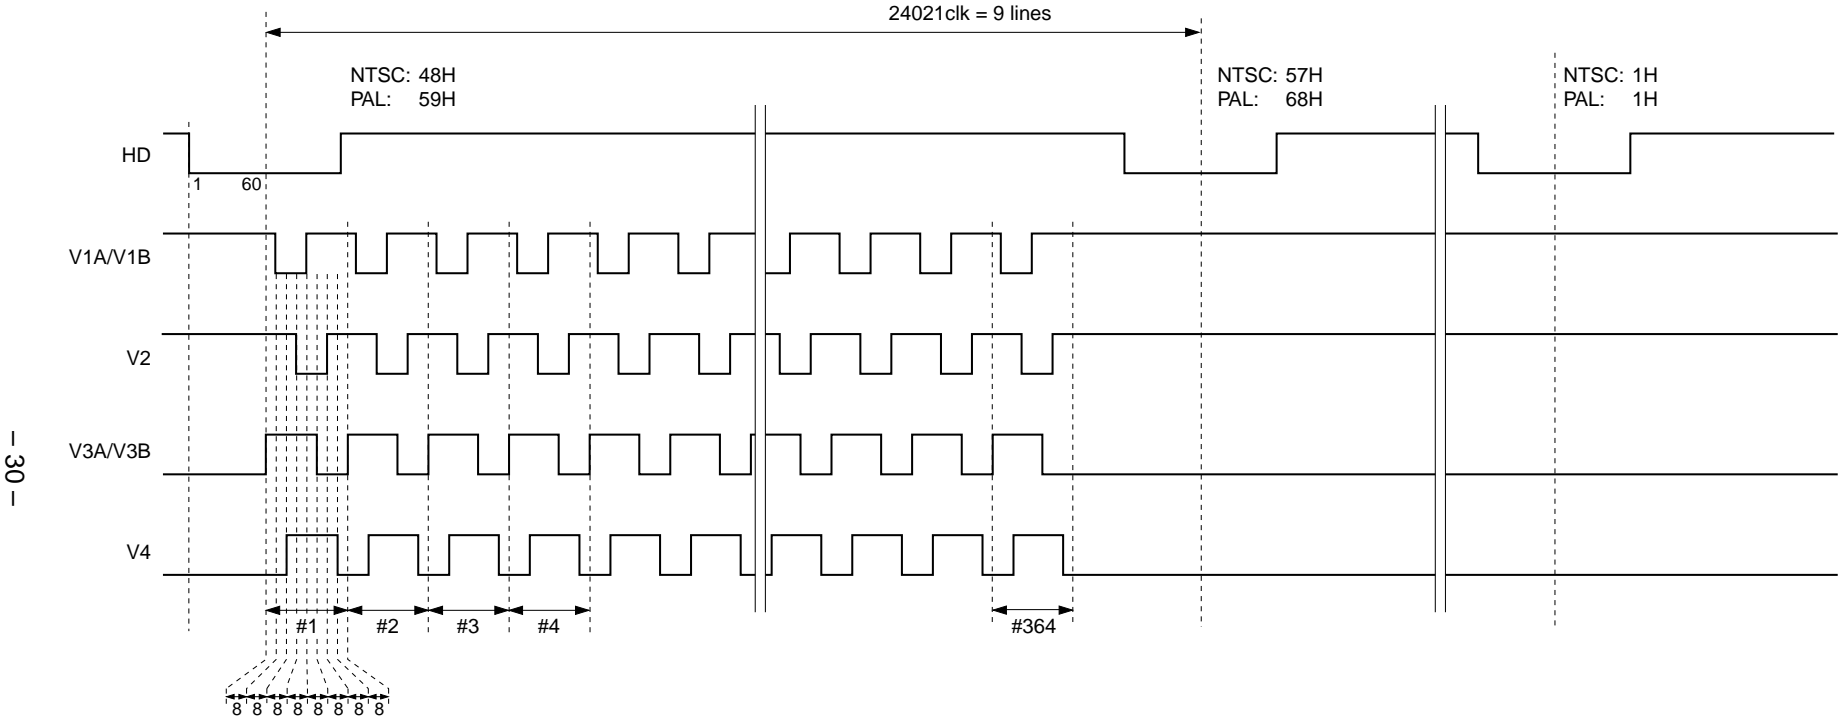 24021clk = 9 lines
NTSC: 48H
PAL: 59H
NTSC: 57H
PAL: 68H
NTSC: 1H
PAL: 1H
HD
1 60
V1A/V1B
V2
V3A/V3B
V4
#1 #2 #3 #4 #364
8 8 8 8 8 8 8 8
– 30 –